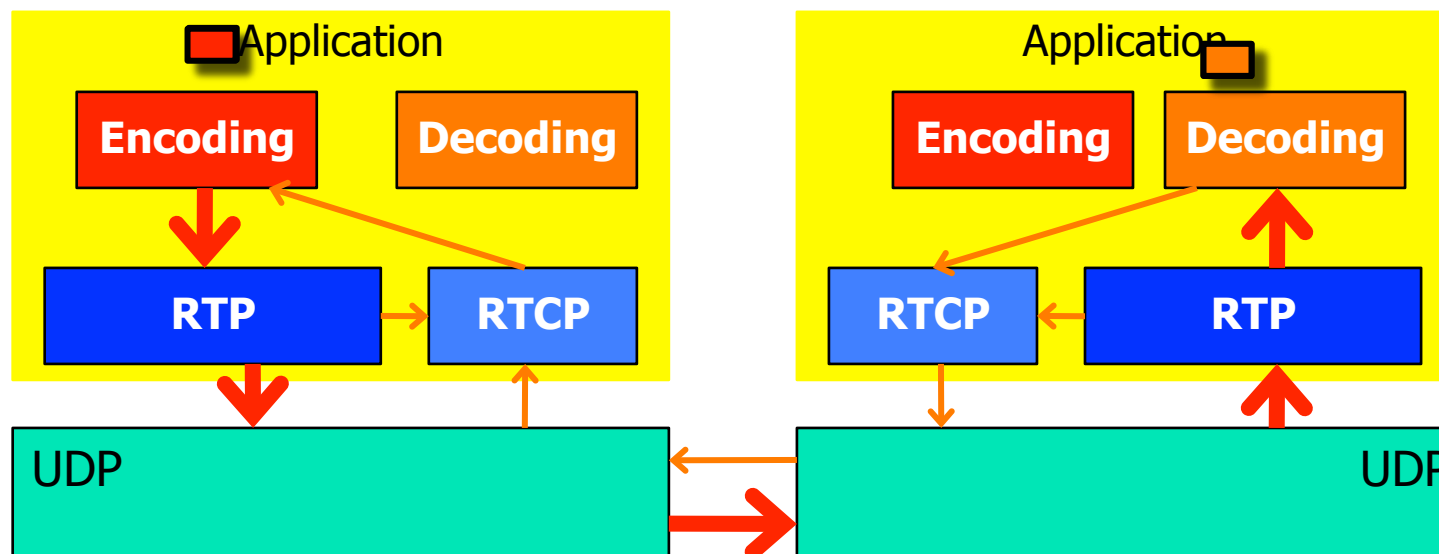 Application
Application
Encoding
Decoding
Encoding
Decoding
RTP
RTCP
RTCP
RTP
UDP
UDP